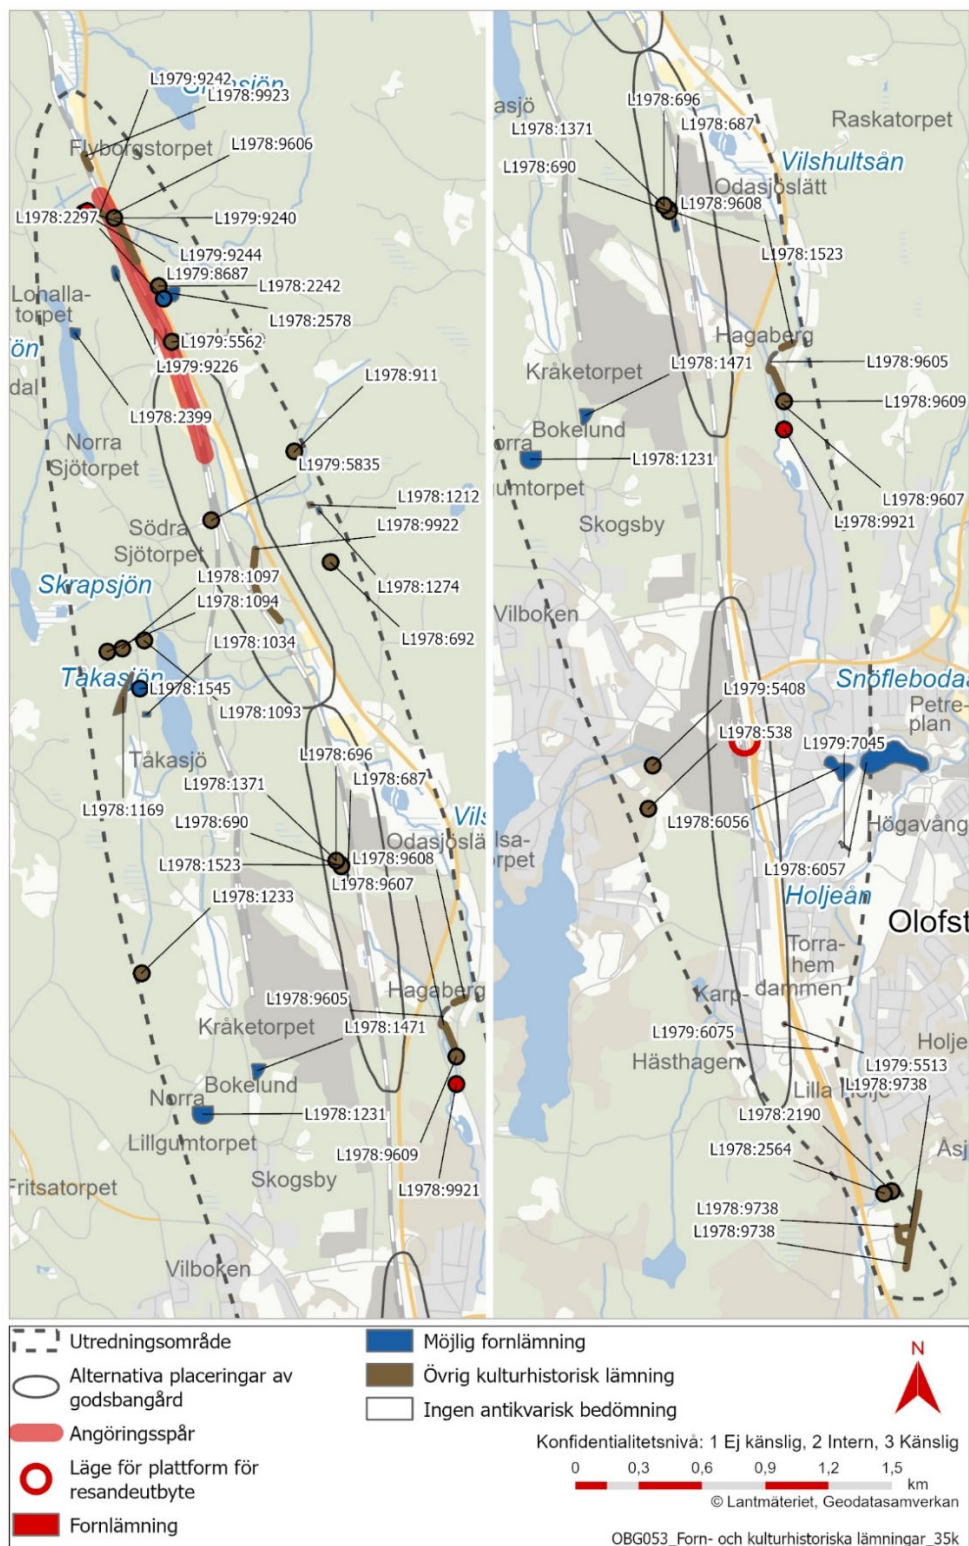 L1979:9242
L1978:9923
Flyborgstorpet
L1978:9606
L1978:2297
L1979:9240
L1979:9244
L1979:8687
L1978:2242
Lohalla-
torpet
L1978:2578
L1979:5562
L1979:9226
L1978:911
L1978:2399
Norra
Sjötorpet
L1979:5835
L1978:1212
L1978:9922
Södra
Sjötorpet
L1978:1097
L1978:1274
Skrapsjön
L1978:1094
L1978:1034
L1978:692
Tåkasjön
L1978:1545
L1978:1093
Tåkasjö
L1978:696
L1978:1371
L1978:687
L1978:1169
L1978:690
Odasjöslä
L1978:1523
L1978:9608
L1978:9607
L1978:1233
L1978:9605
Hagaberg
Kråketorpet
L1978:1471
Bokelund
Norra
Lillgumtorpet
L1978:1231
L1978:9609
Skogsby
L1978:9921
Fritsatorpet
Vilboken
L1978:696
L1978:1371
L1978:687
Raskatorpet
L1978:690
Vilshultsån
Odasjöslätt
L1978:9608
L1978:1523
Hagaberg
Kråketorpet
L1978:1471
L1978:9605
L1978:9609
Bokelund
L1978:1231
gumtorpet
L1978:9607
Skogsby
L1978:9921
Vilboken
L1979:5408
Snöfleboda
Petre-
plan
L1978:538
L1979:7045
L1978:6056
Högavång
L1978:6057
Holjeån
Olofst
Torra-
hem
Karp-
dammen
L1979:6075
Hästhagen
L1979:5513
Holje
L1978:9738
Lilla Holje
L1978:2190
L1978:2564
Åsj
L1978:9738
L1978:9738
Utredningsområde
Alternativa placeringar av
godsbangård
Angöringsspår
Läge för plattform för
resandeutbyte
Fornlämning
Möjlig fornlämning
Övrig kulturhistorisk lämning
Ingen antikvarisk bedömning
N
Konfidentialitetsnivå: 1 Ej känslig, 2 Intern, 3 Känslig
0 0,3 0,6 0,9 1,2 1,5
km
© Lantmäteriet, Geodatasamverkan
OBG053_Forn- och kulturhistoriska lämningar_35k